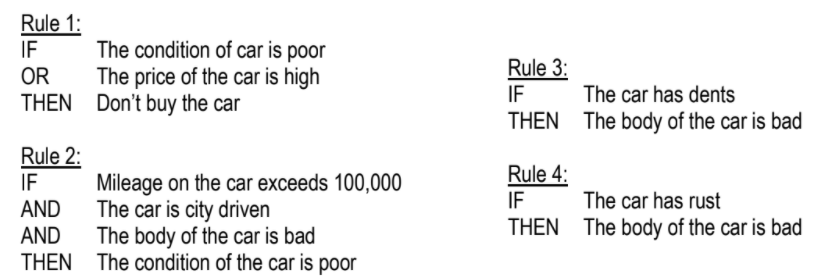 Rule 1:
IF The condition of car is poor
OR The price of the car is high
THEN Don't buy the car
Rule 2:
IF Mileage on the car exceeds 100,000
AND The car is city driven
AND The body of the car is bad
THEN The condition of the car is poor
Rule 3:
IF The car has dents
THEN The body of the car is bad
Rule 4:
IF The car has rust
THEN The body of the car is bad